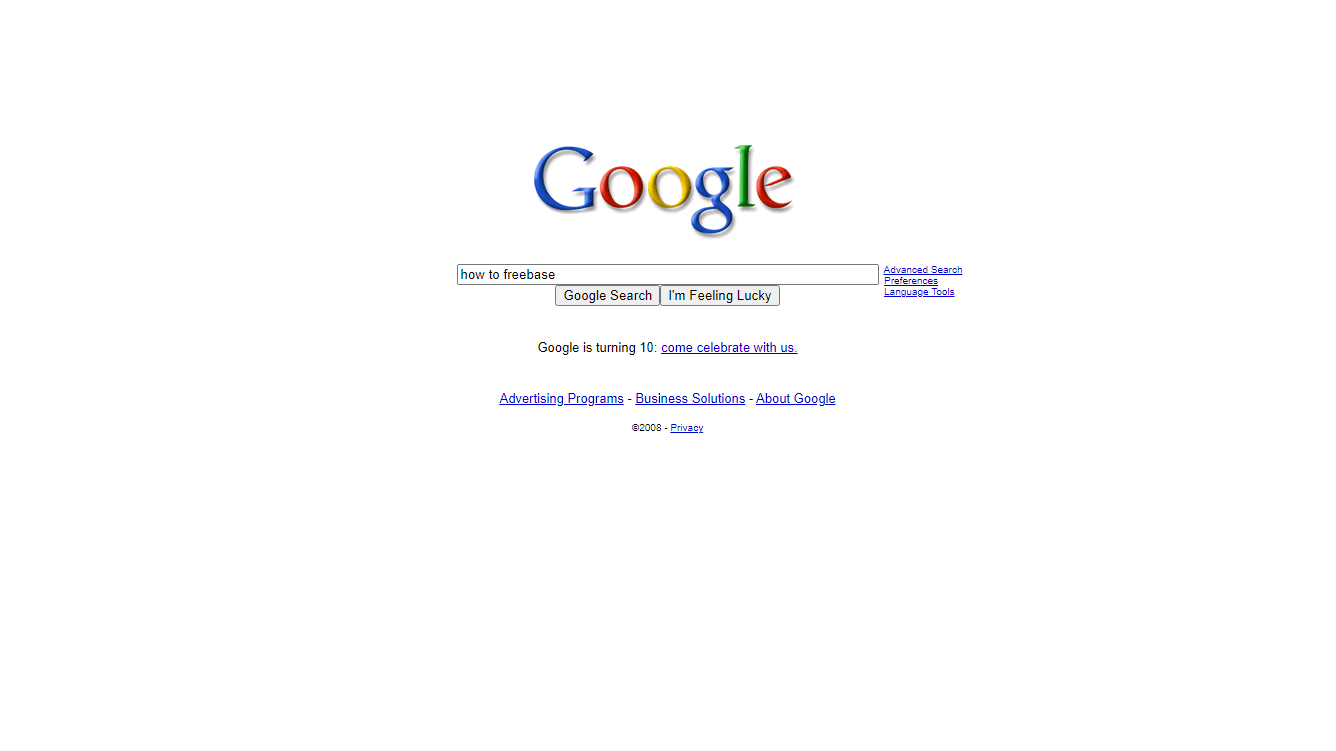 Google
how to freebase
Advanced Search
Preferences
Language Tools
Google Search I'm Feeling Lucky
Google is turning 10: come celebrate with us.
Advertising Programs - Business Solutions - About Google
©2008 - Privacy